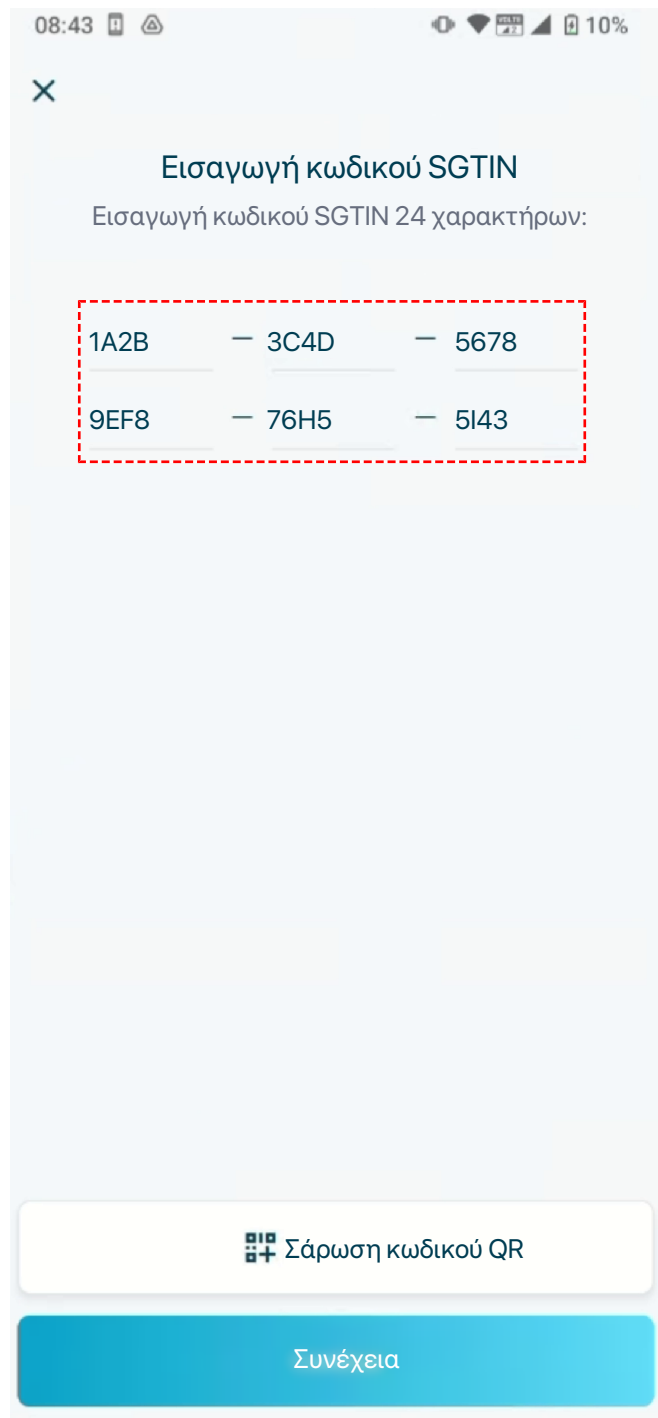 08:43 10%
Εισαγωγή κωδικού SGTIN
Εισαγωγή κωδικού SGTIN 24 χαρακτήρων:
1A2B — 3C4D — 5678
9EF8 — 76H5 — 5I43
Σάρωση κωδικού QR
Συνέχεια